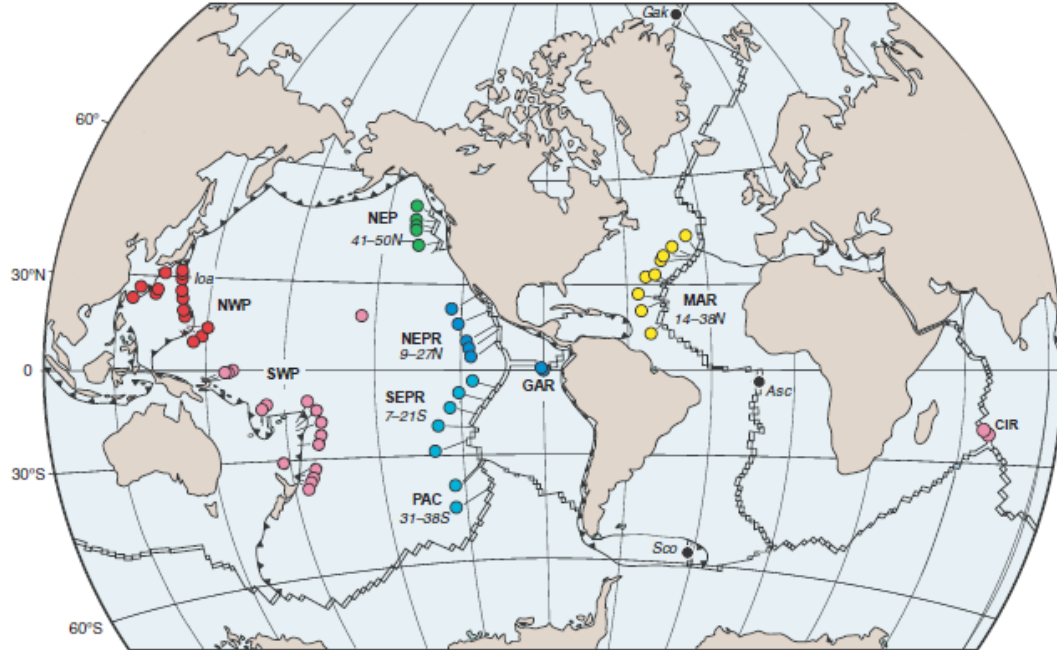 Gak
60°
NEP
41–50N
30°N
Ioa
NWP
MAR
14–38N
NEPR
9–27N
0
SWP
GAR
SEPR
7–21S
Asc
CIR
30°S
PAC
31–38S
Sco
60°S